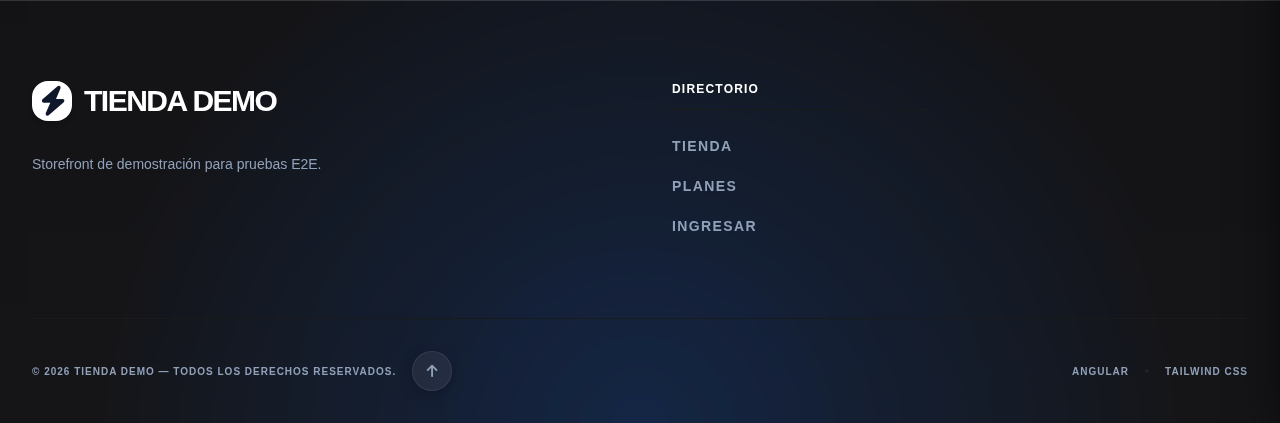 TIENDA DEMO
Storefront de demostración para pruebas E2E.
DIRECTORIO
TIENDA
PLANES
INGRESAR
© 2026 TIENDA DEMO — TODOS LOS DERECHOS RESERVADOS.
ANGULAR • TAILWIND CSS